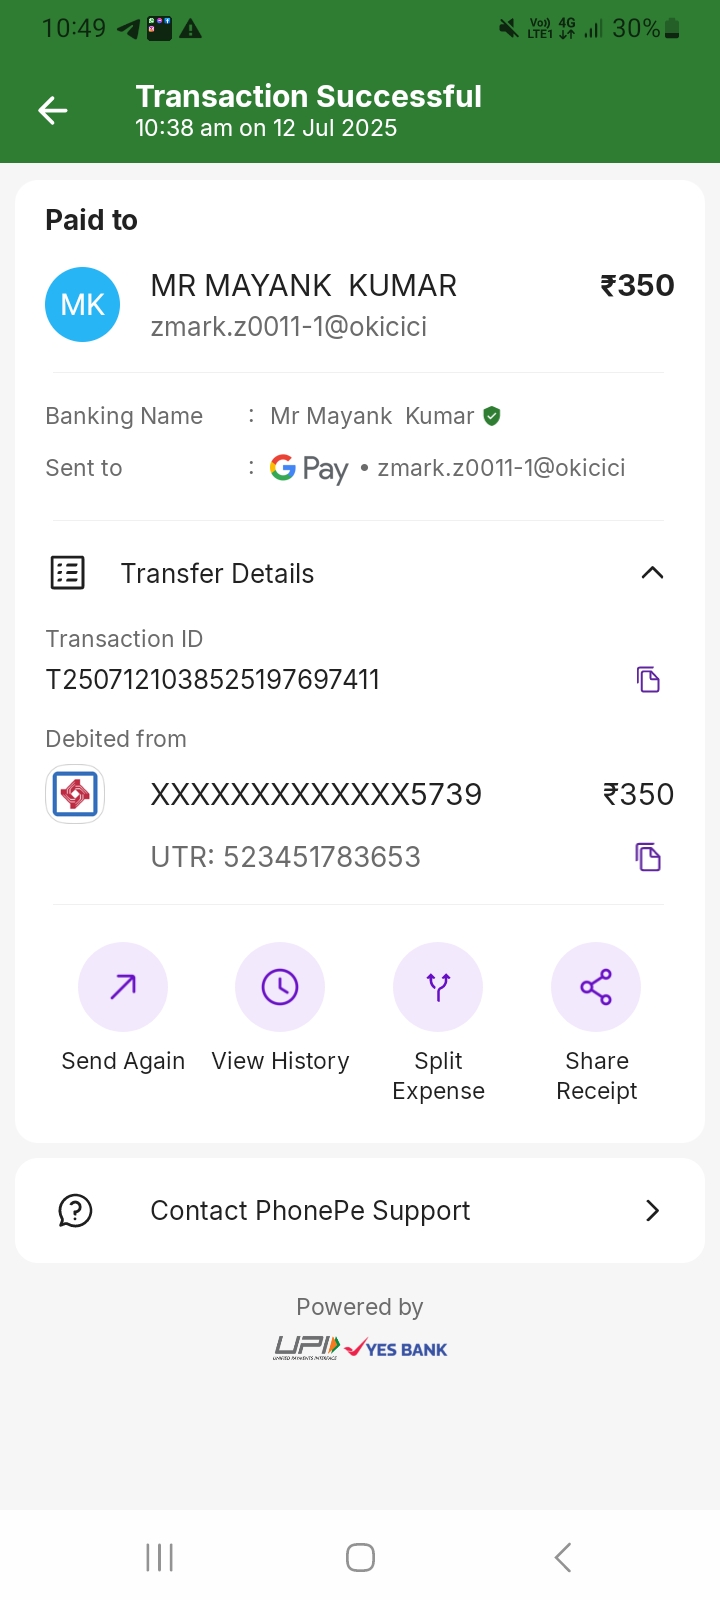 10:49 Vo)) LTE1 4G 30%
Transaction Successful
10:38 am on 12 Jul 2025
Paid to
MK MR MAYANK  KUMAR ₹350
zmark.z0011-1@okicici
Banking Name : Mr Mayank  Kumar
Sent to : G Pay • zmark.z0011-1@okicici
Transfer Details
Transaction ID
T2507121038525197697411
Debited from
XXXXXXXXXXXXX5739 ₹350
UTR: 523451783653
Send Again View History Split Expense Share Receipt
Contact PhonePe Support
Powered by
UPI YES BANK
UNIFIED PAYMENTS INTERFACE